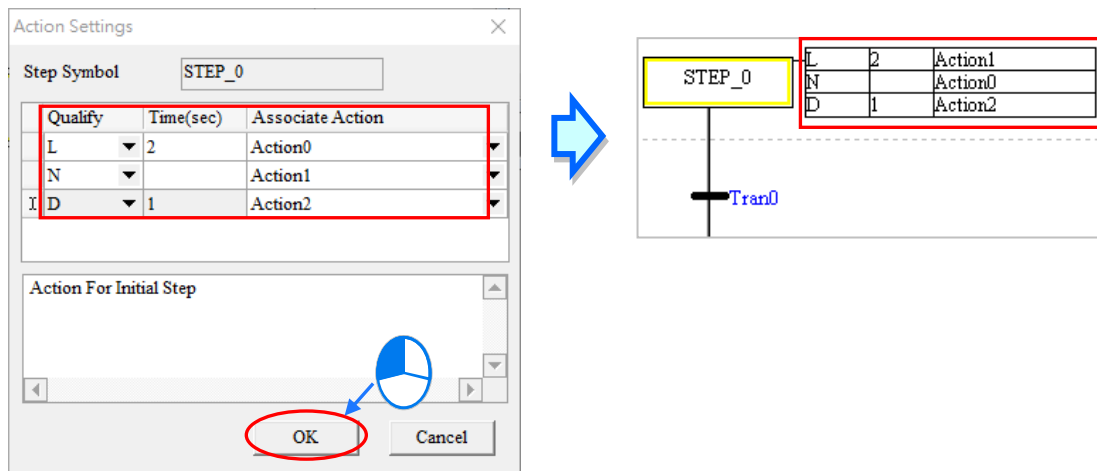 Action Settings
Step Symbol STEP_0
Qualify Time(sec) Associate Action
L 2 Action0
N Action1
I D 1 Action2
Action For Initial Step
OK Cancel
STEP_0
L 2 Action1
N Action0
D 1 Action2
Tran0